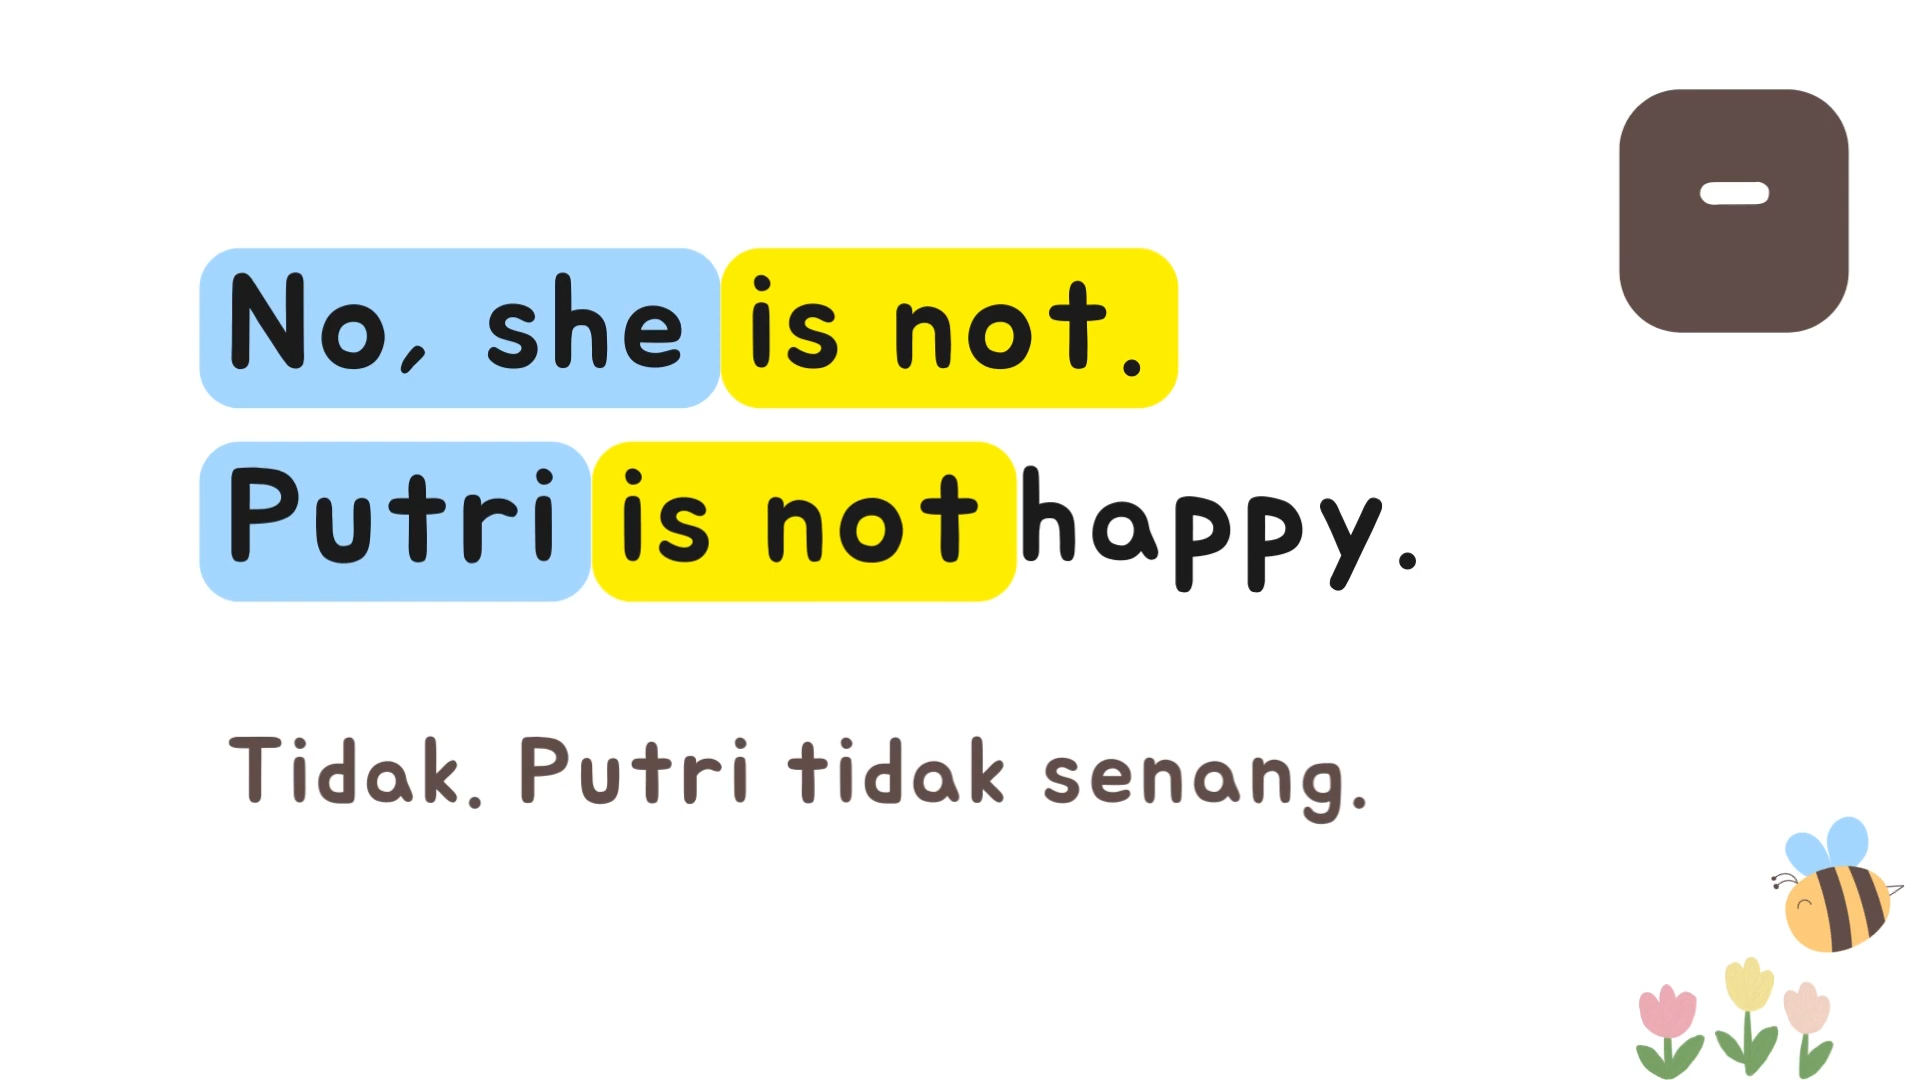 -
No, she is not.
Putri is not happy.
Tidak. Putri tidak senang.